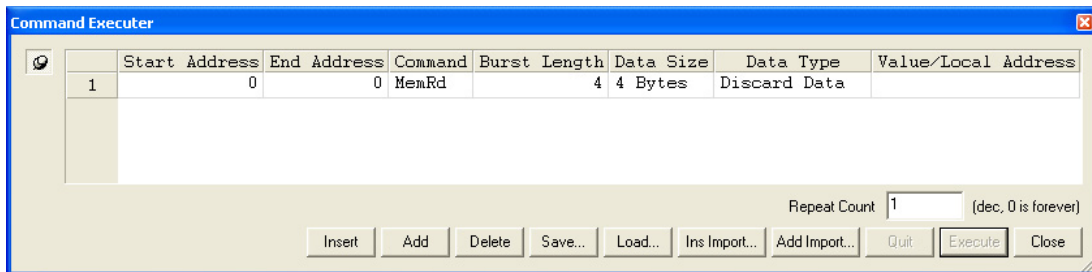 Command Executer
Start Address End Address Command Burst Length Data Size Data Type Value/Local Address
1 0 0 MemRd 4 4 Bytes Discard Data
Repeat Count 1 (dec, 0 is forever)
Insert Add Delete Save... Load... Ins Import... Add Import... Quit Execute Close